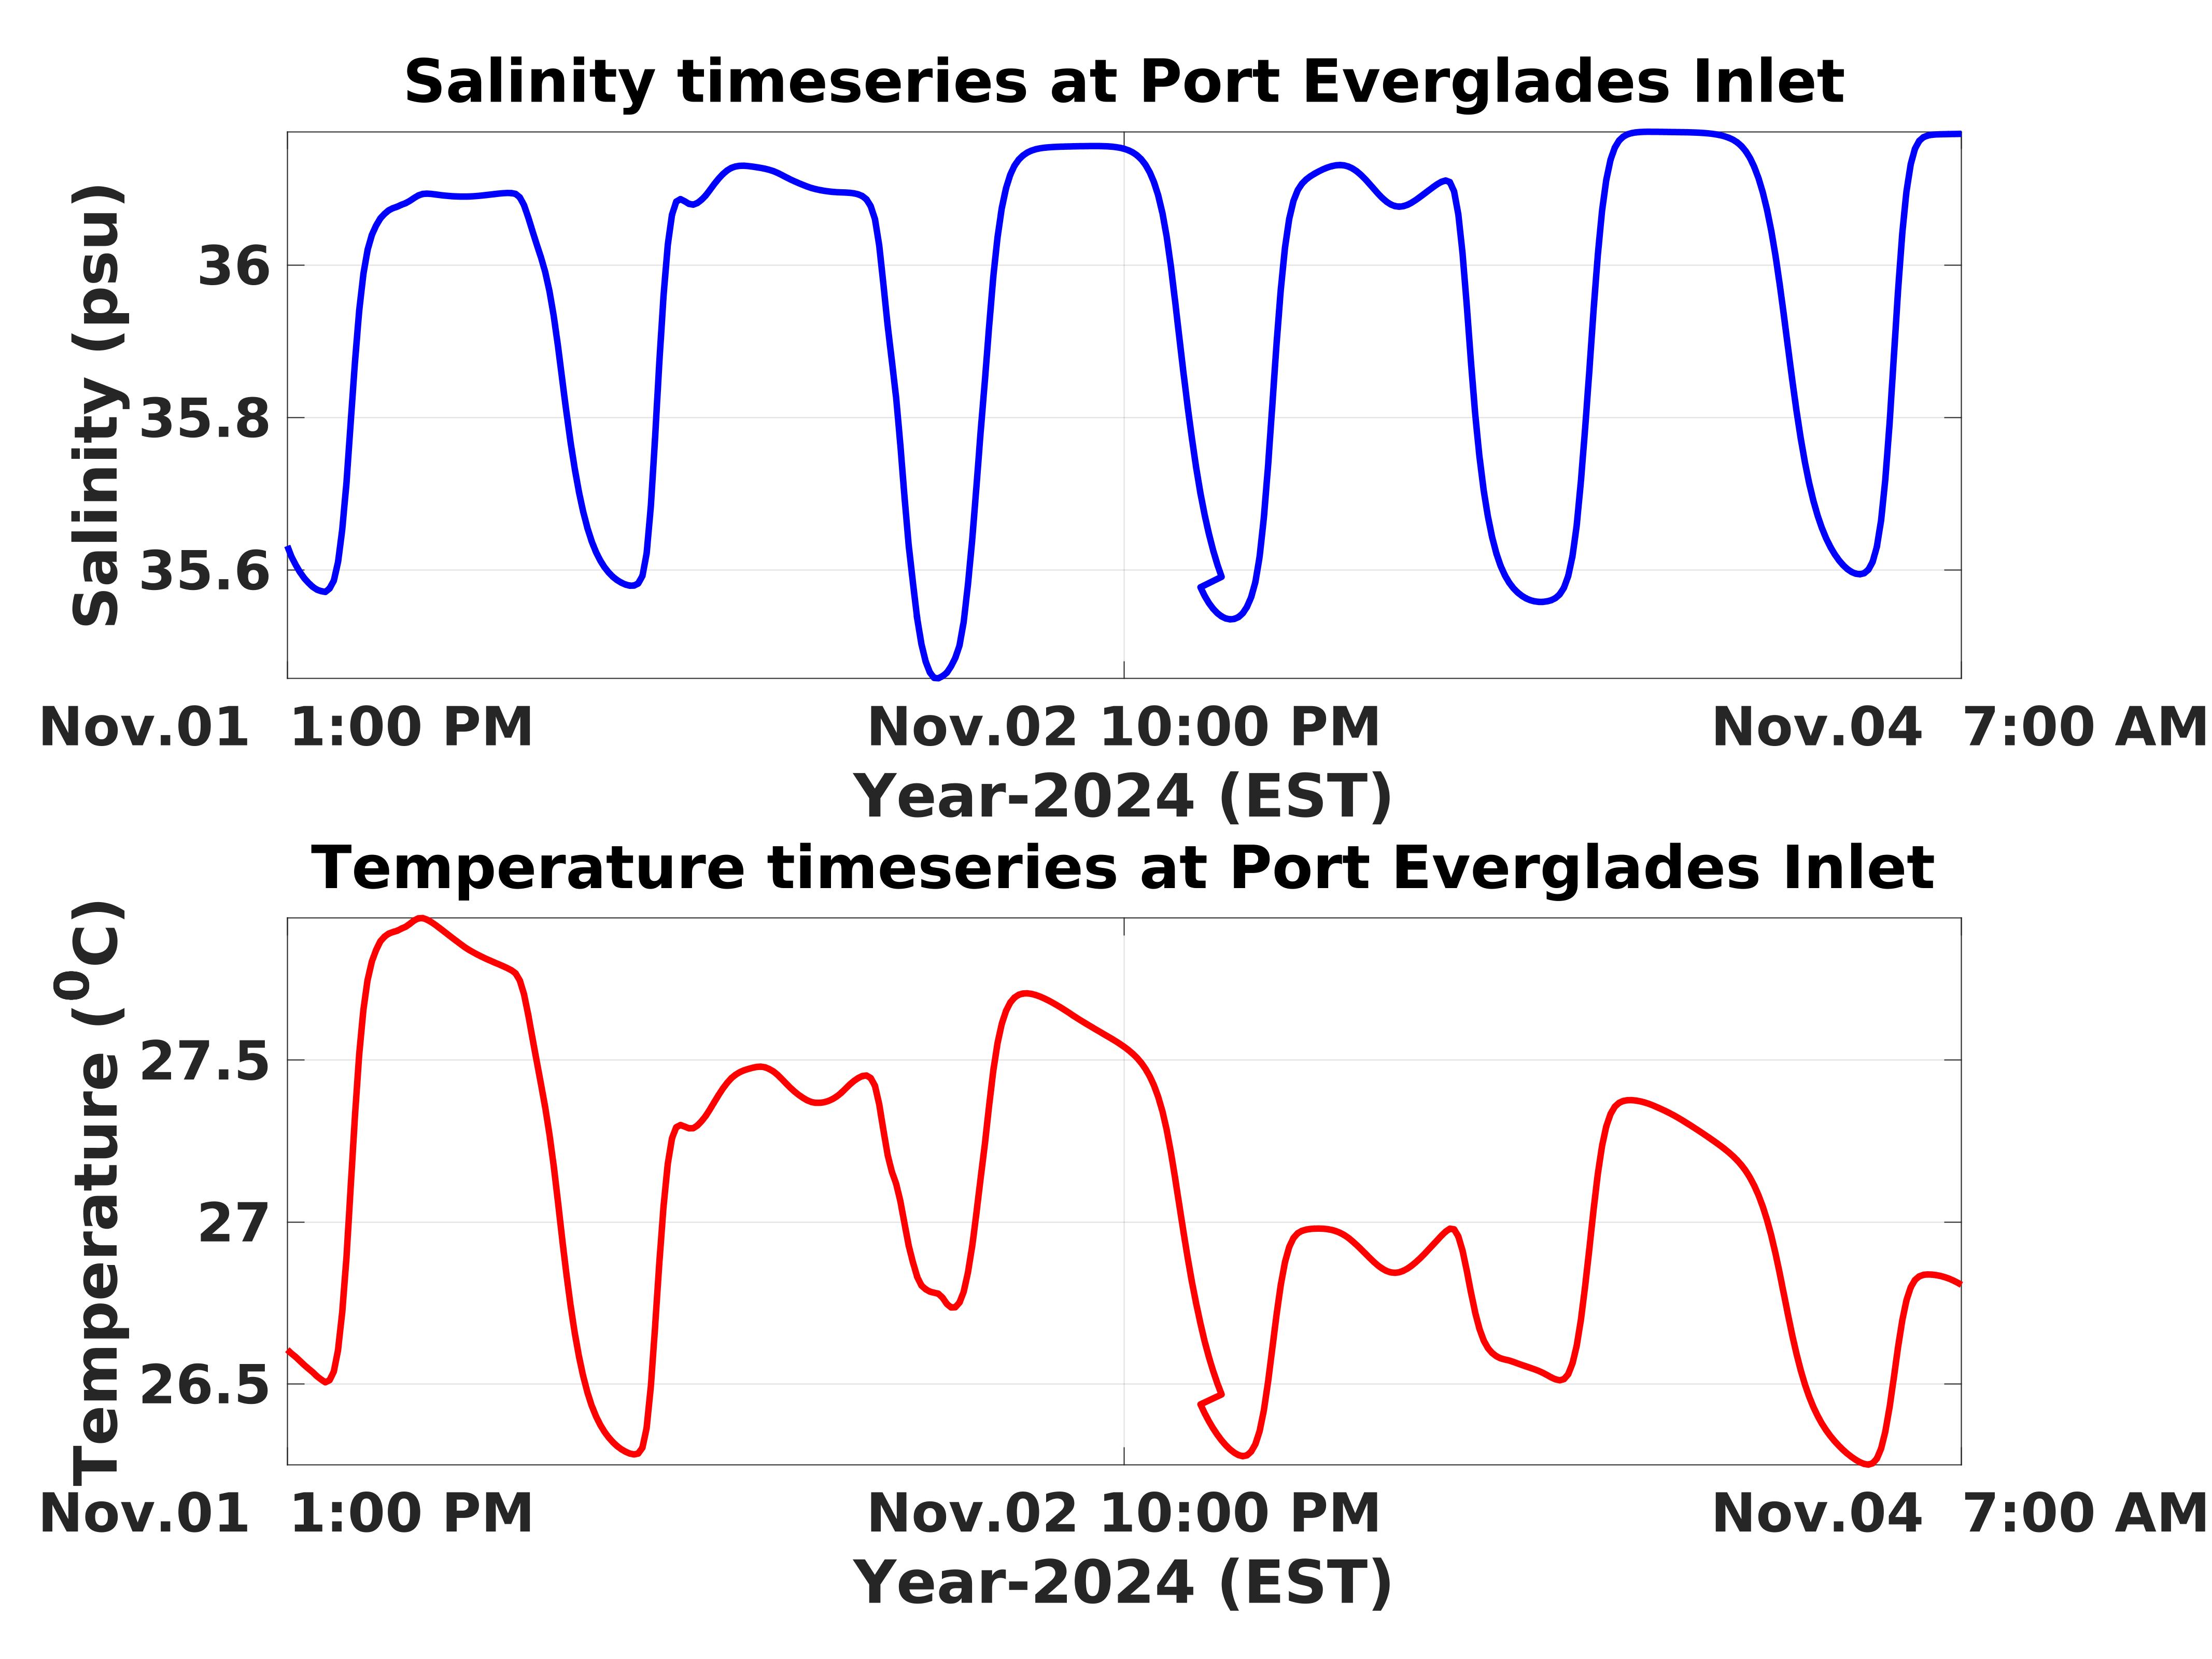 Salinity timeseries at Port Everglades Inlet
Salinity (psu)
36
35.8
35.6
Nov.01  1:00 PM
Nov.02 10:00 PM
Nov.04  7:00 AM
Year-2024 (EST)
Temperature timeseries at Port Everglades Inlet
Temperature (⁰C)
27.5
27
26.5
Nov.01  1:00 PM
Nov.02 10:00 PM
Nov.04  7:00 AM
Year-2024 (EST)